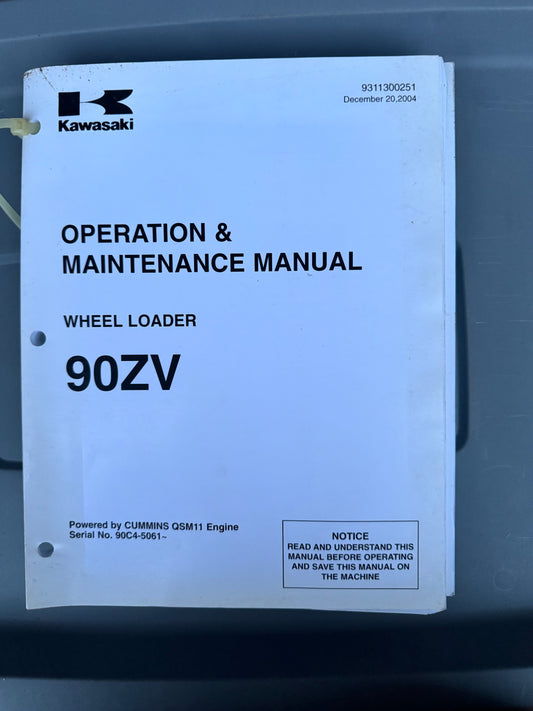 9311300251
December 20,2004
Kawasaki
OPERATION &
MAINTENANCE MANUAL
WHEEL LOADER
90ZV
Powered by CUMMINS QSM11 Engine
Serial No. 90C4-5061~
NOTICE
READ AND UNDERSTAND THIS
MANUAL BEFORE OPERATING
AND SAVE THIS MANUAL ON
THE MACHINE